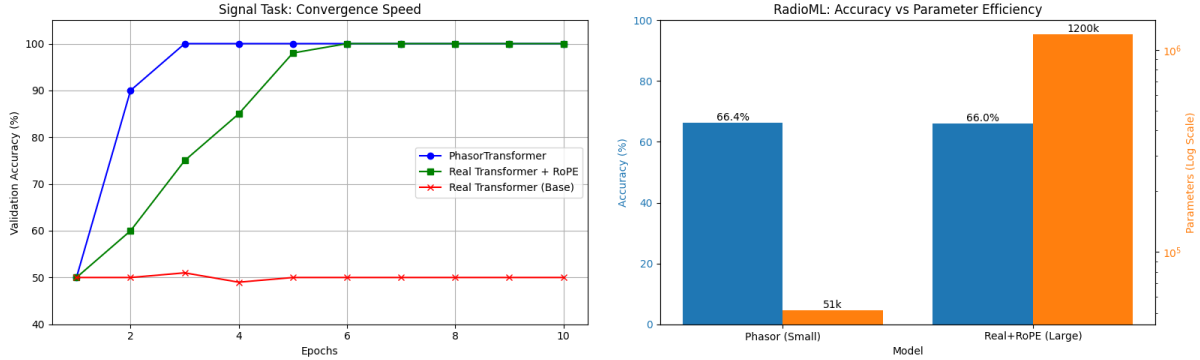 Signal Task: Convergence Speed
Validation Accuracy (%)
100
90
80
70
60
50
40
2
4
6
8
10
Epochs
PhasorTransformer
Real Transformer + RoPE
Real Transformer (Base)
RadioML: Accuracy vs Parameter Efficiency
Accuracy (%)
100
80
60
40
20
0
66.4%
51k
66.0%
1200k
Phasor (Small)
Real+RoPE (Large)
Model
10⁶
10⁵
Parameters (Log Scale)